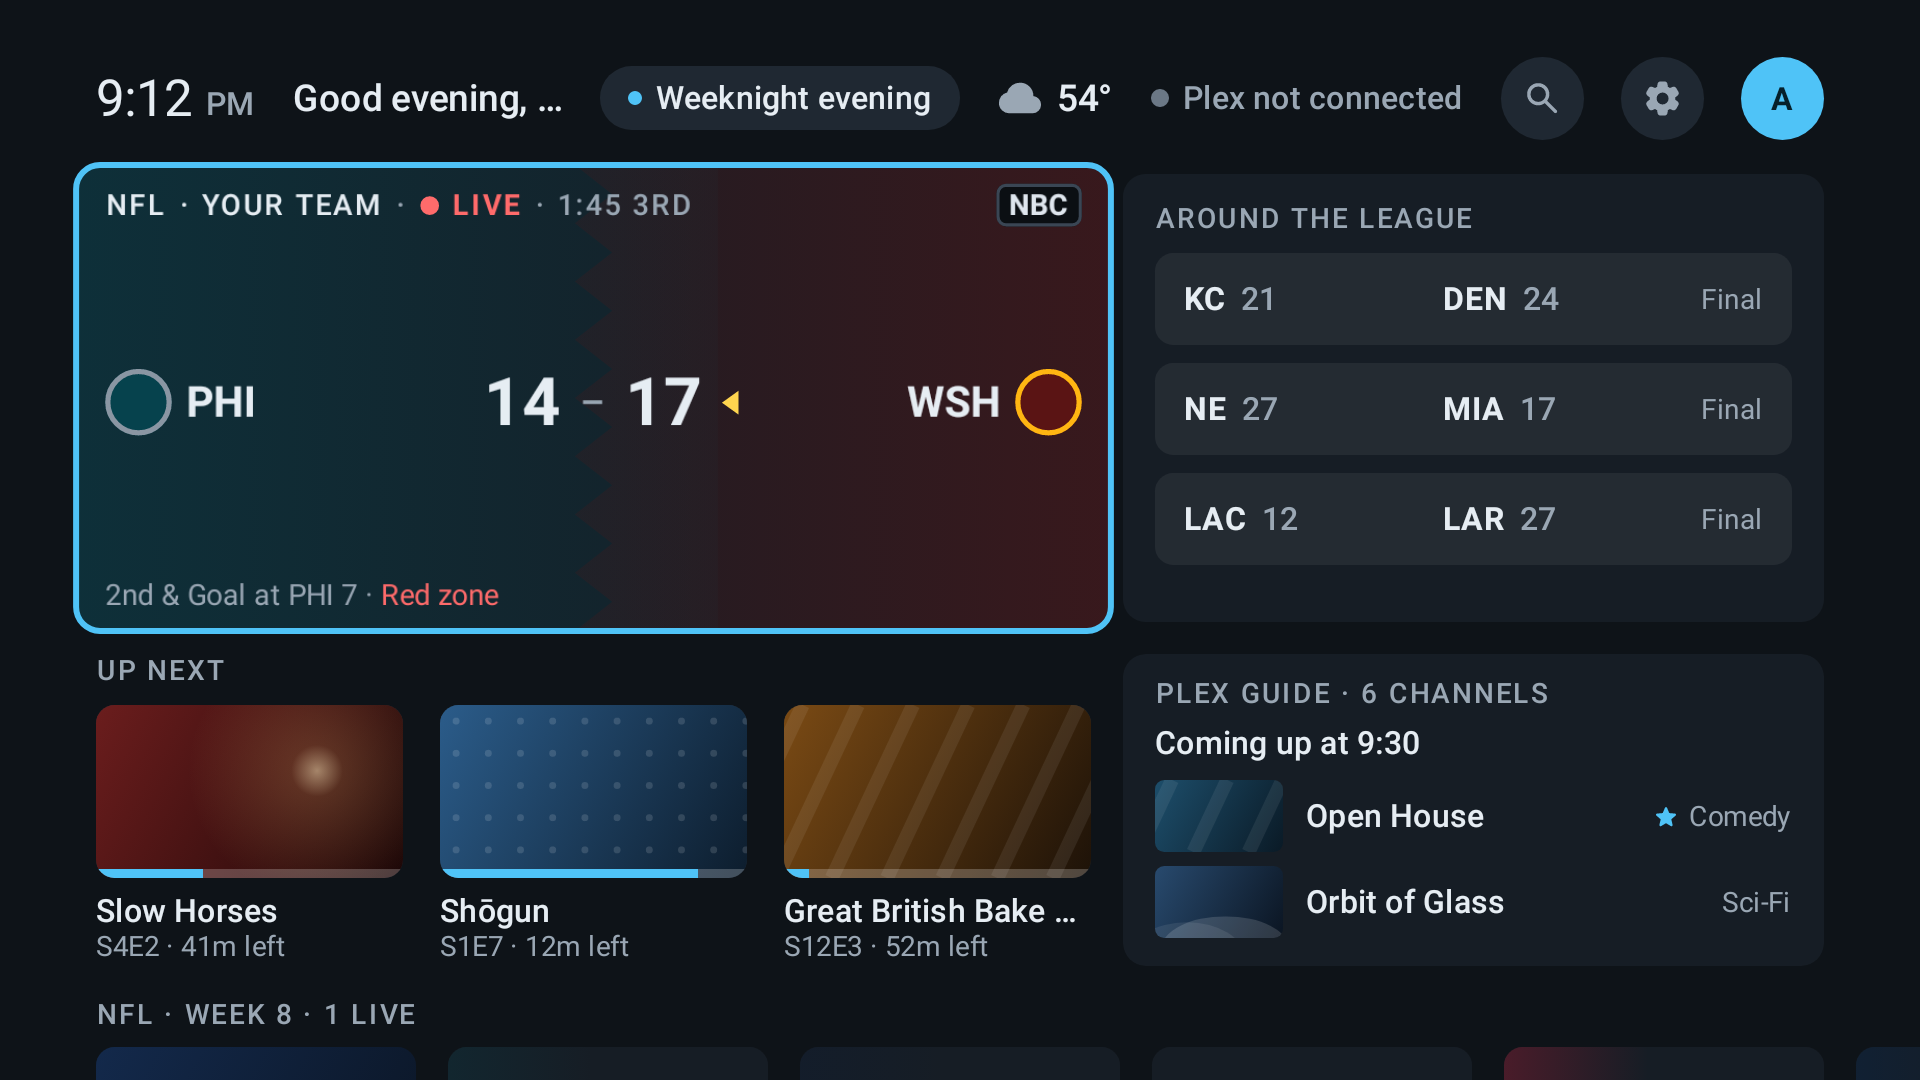 9:12 PM Good evening, … Weeknight evening 54° Plex not connected A
NFL · YOUR TEAM · LIVE · 1:45 3RD NBC
PHI 14 – 17 WSH
2nd & Goal at PHI 7 · Red zone
AROUND THE LEAGUE
KC 21 DEN 24 Final
NE 27 MIA 17 Final
LAC 12 LAR 27 Final
UP NEXT
Slow Horses
S4E2 · 41m left
Shōgun
S1E7 · 12m left
Great British Bake …
S12E3 · 52m left
PLEX GUIDE · 6 CHANNELS
Coming up at 9:30
Open House Comedy
Orbit of Glass Sci-Fi
NFL · WEEK 8 · 1 LIVE